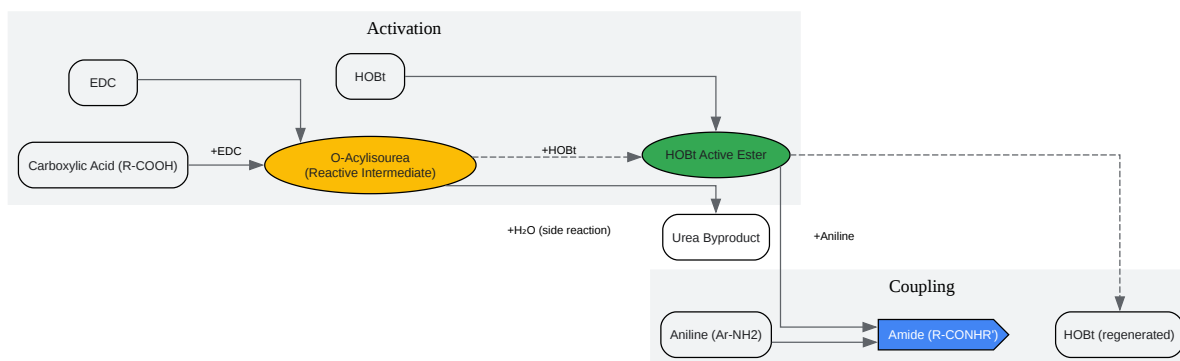 Activation
EDC
HOBt
Carboxylic Acid (R-COOH)
+EDC
O-Acylisourea
(Reactive Intermediate)
+HOBt
HOBt Active Ester
+H₂O (side reaction)
Urea Byproduct
+Aniline
Coupling
Aniline (Ar-NH2)
Amide (R-CONHR')
HOBt (regenerated)